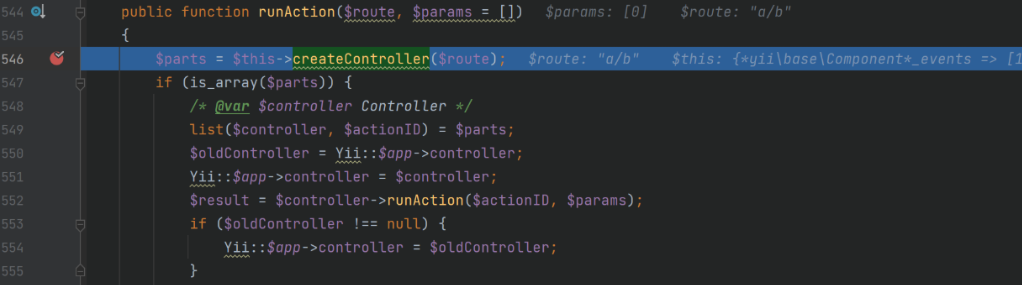 544 public function runAction($route, $params = []) $params: [0] $route: "a/b"
545 {
546 $parts = $this->createController($route); $route: "a/b" $this: {*yii\base\Component*_events => [1
547 if (is_array($parts)) {
548 /* @var $controller Controller */
549 list($controller, $actionID) = $parts;
550 $oldController = Yii::$app->controller;
551 Yii::$app->controller = $controller;
552 $result = $controller->runAction($actionID, $params);
553 if ($oldController !== null) {
554 Yii::$app->controller = $oldController;
555 }